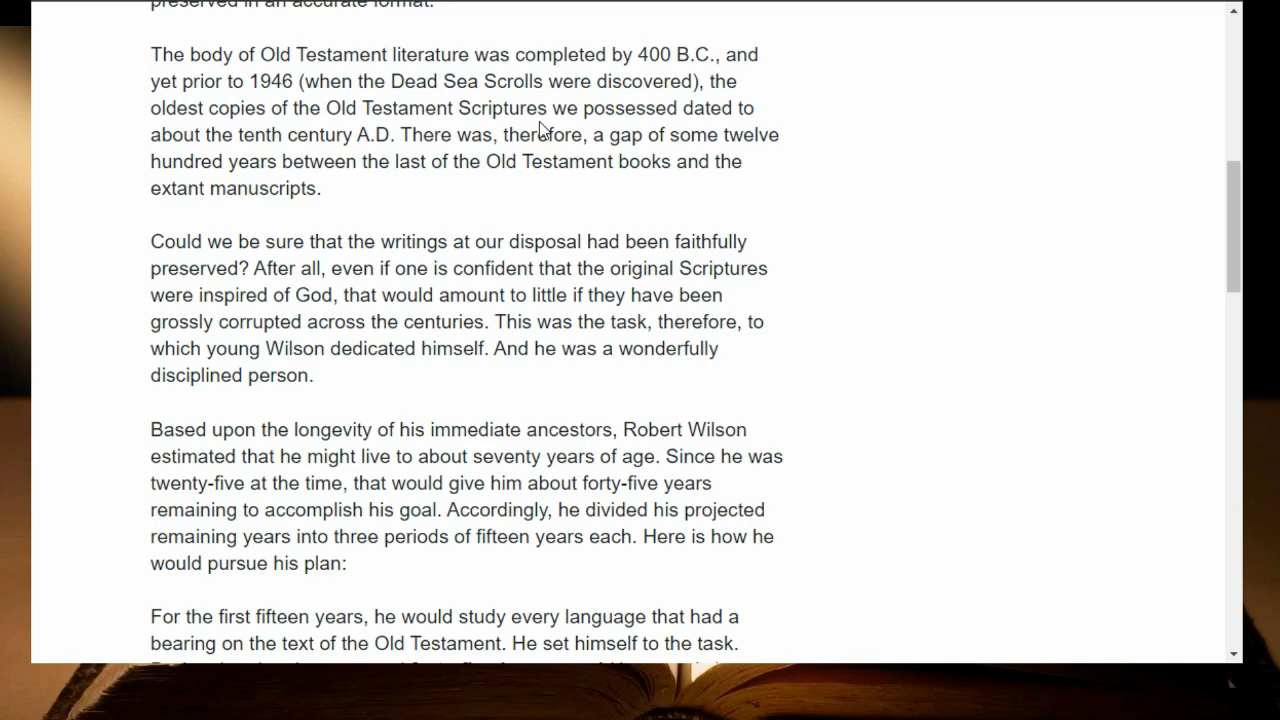 preserved in an accurate format.
The body of Old Testament literature was completed by 400 B.C., and
yet prior to 1946 (when the Dead Sea Scrolls were discovered), the
oldest copies of the Old Testament Scriptures we possessed dated to
about the tenth century A.D. There was, therefore, a gap of some twelve
hundred years between the last of the Old Testament books and the
extant manuscripts.
Could we be sure that the writings at our disposal had been faithfully
preserved? After all, even if one is confident that the original Scriptures
were inspired of God, that would amount to little if they have been
grossly corrupted across the centuries. This was the task, therefore, to
which young Wilson dedicated himself. And he was a wonderfully
disciplined person.
Based upon the longevity of his immediate ancestors, Robert Wilson
estimated that he might live to about seventy years of age. Since he was
twenty-five at the time, that would give him about forty-five years
remaining to accomplish his goal. Accordingly, he divided his projected
remaining years into three periods of fifteen years each. Here is how he
would pursue his plan:
For the first fifteen years, he would study every language that had a
bearing on the text of the Old Testament. He set himself to the task.